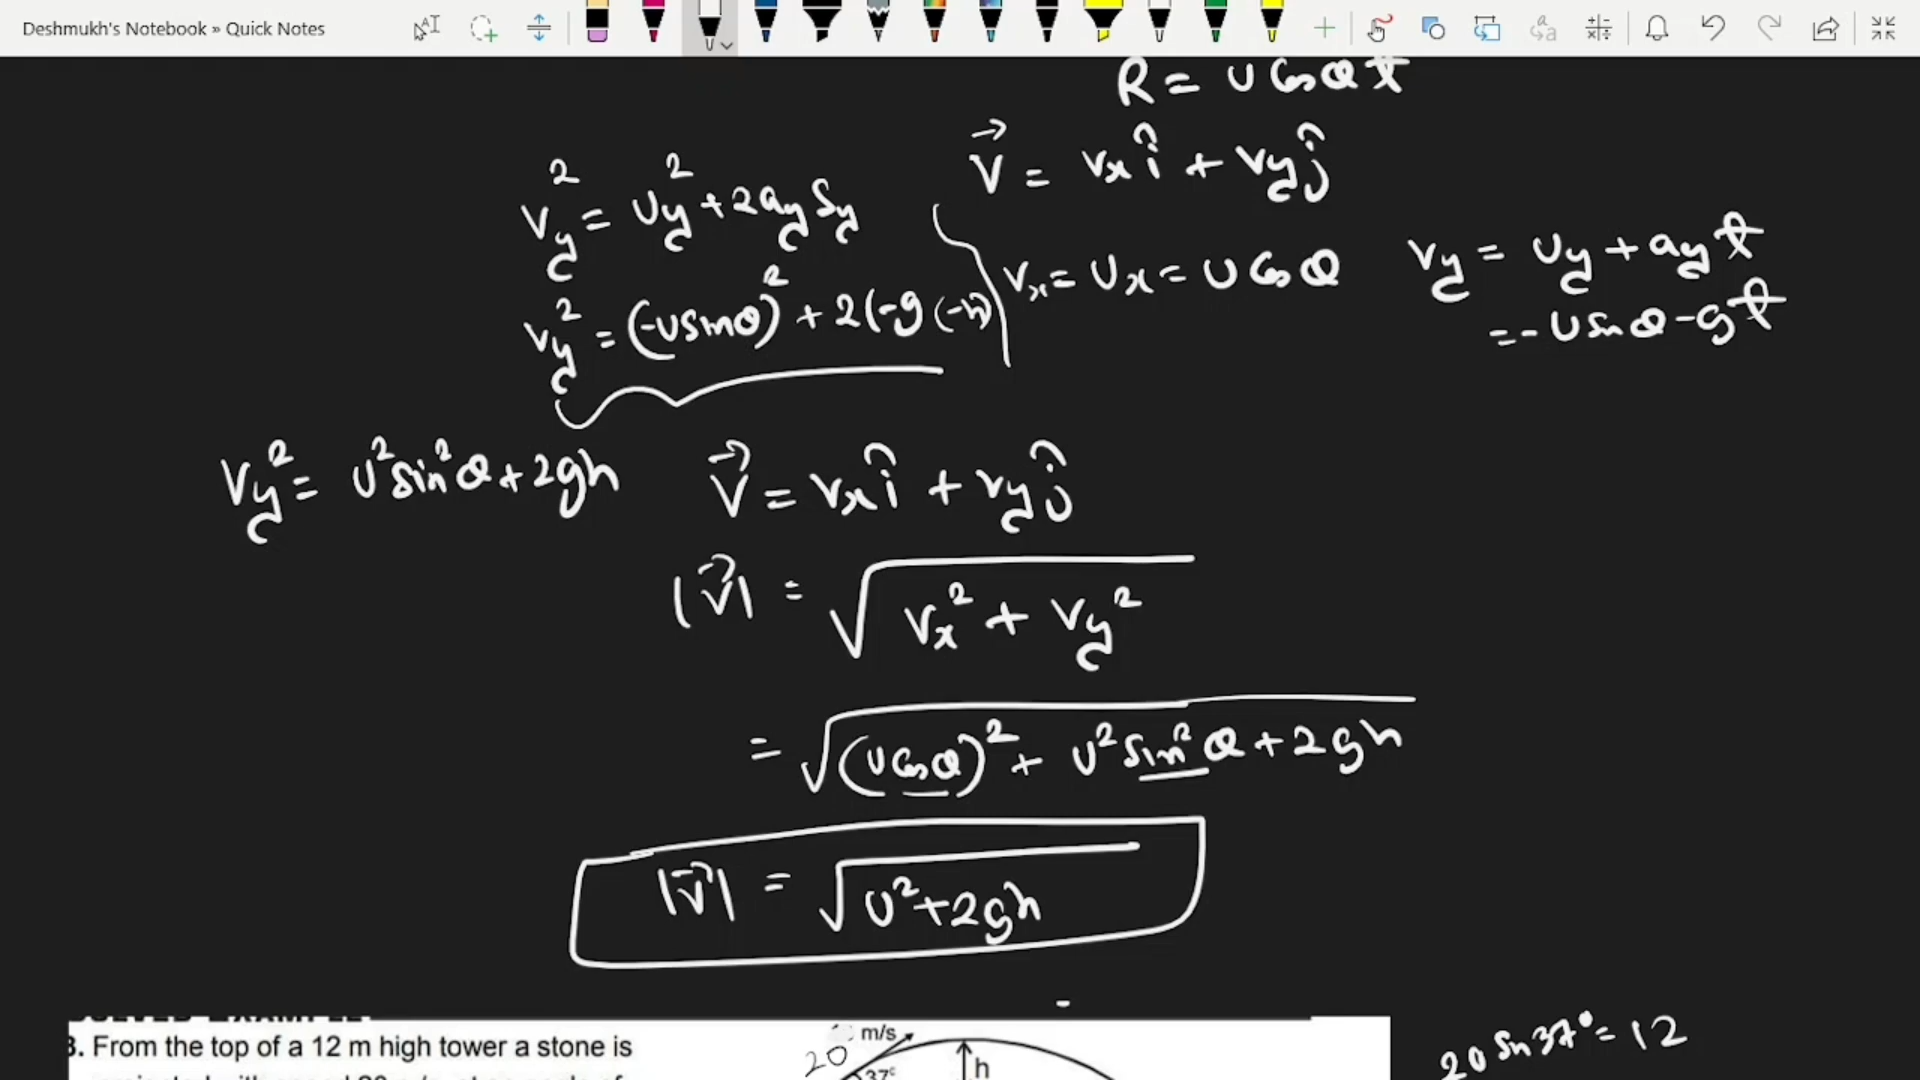 Deshmukh's Notebook » Quick Notes
R = u cosθ t
v⃗ = vx î + vy ĵ
vy² = uy² + 2ay Sy
vx = ux = u cosθ
vy = uy + ay t
= - u sinθ - gt
vy² = (-u sinθ)² + 2(-g(-h)
vy² = u² sin²θ + 2gh
v⃗ = vx î + vy ĵ
|v⃗| = √(vx² + vy²)
= √((u cosθ)² + u² sin²θ + 2gh)
|v⃗| = √(u² + 2gh)
3. From the top of a 12 m high tower a stone is
20 m/s
37°
h
20 sin 37° = 12